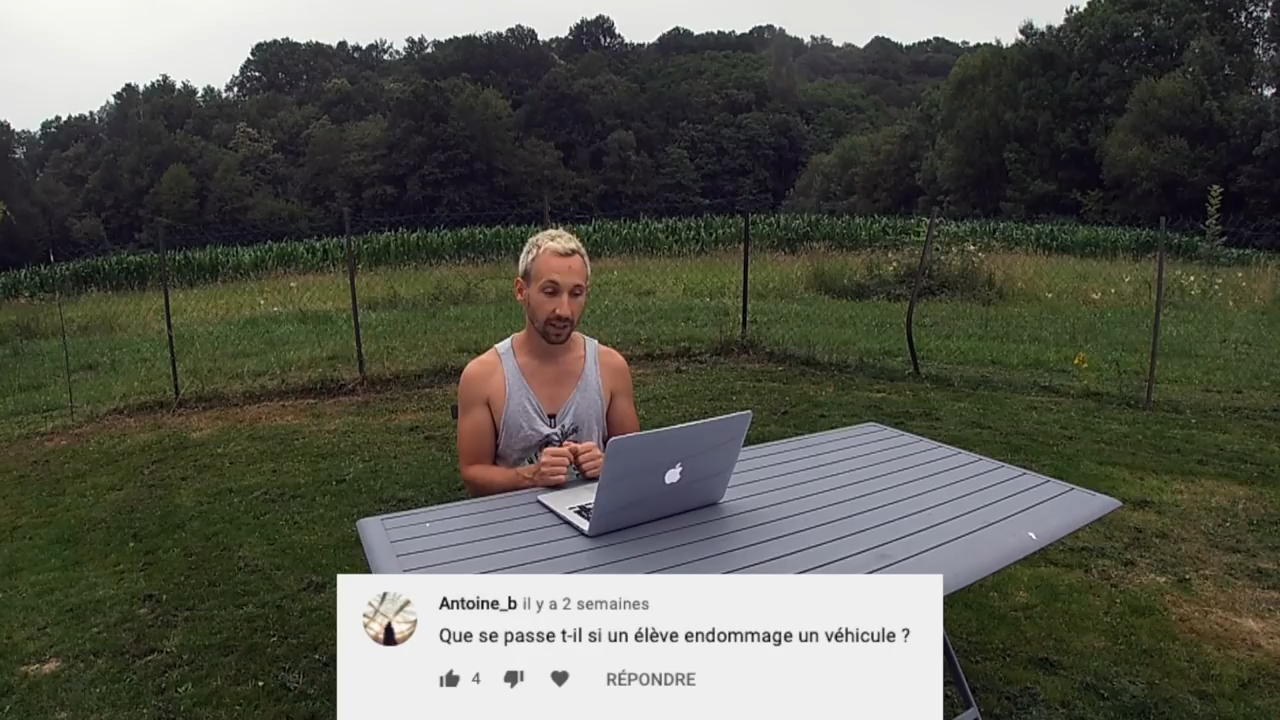 Antoine_b il y a 2 semaines
Que se passe t-il si un élève endommage un véhicule ?
4
RÉPONDRE